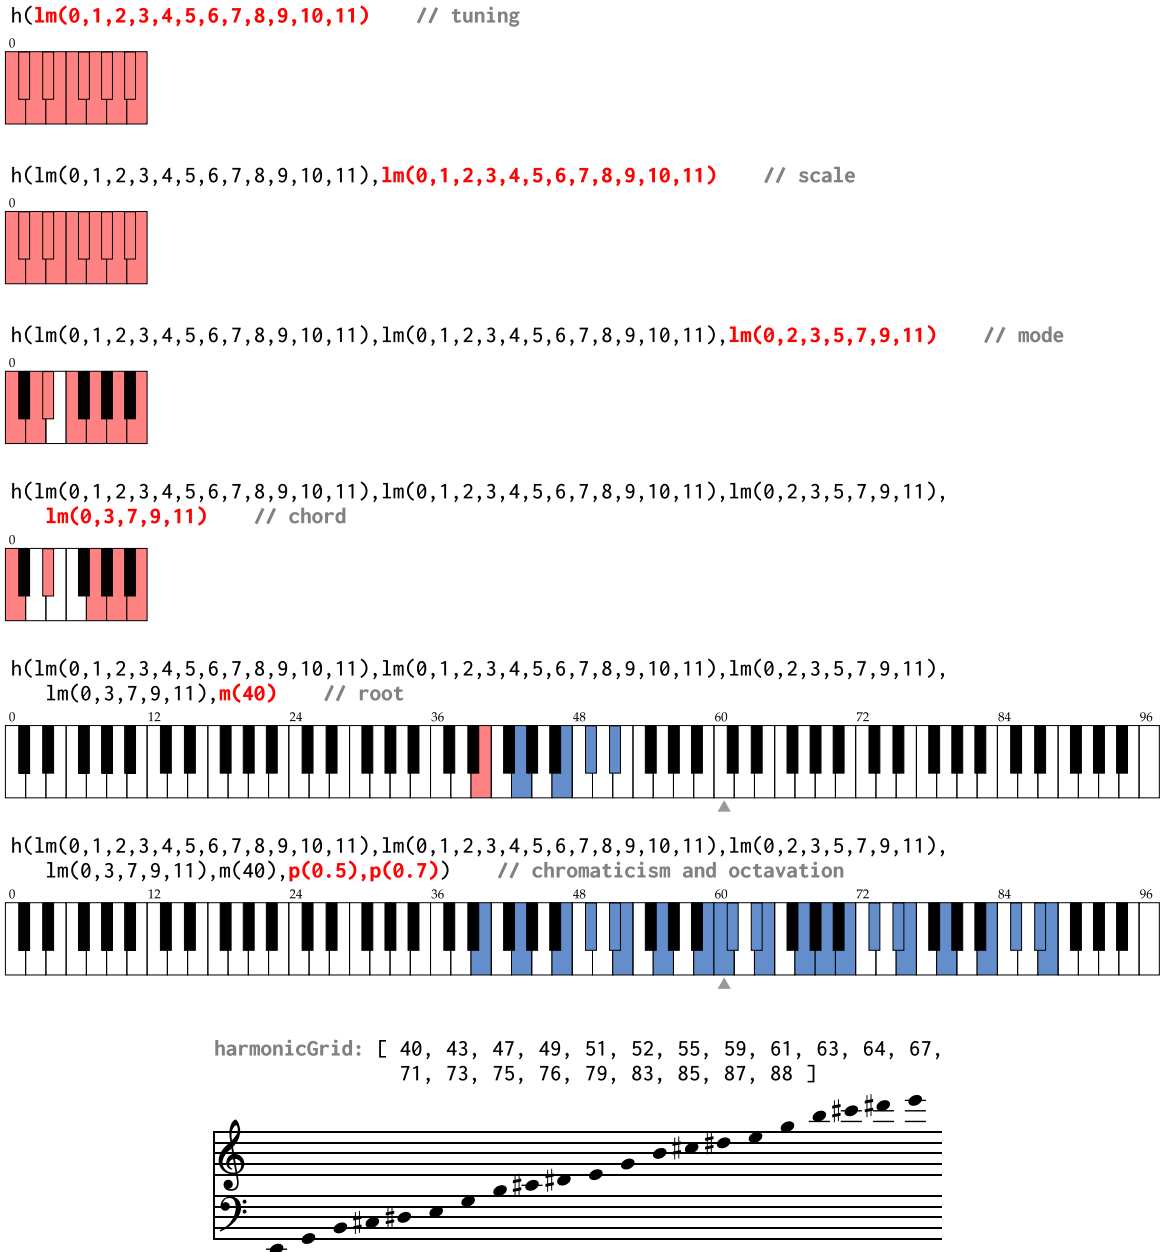 h(lm(0,1,2,3,4,5,6,7,8,9,10,11) // tuning
0
h(lm(0,1,2,3,4,5,6,7,8,9,10,11),lm(0,1,2,3,4,5,6,7,8,9,10,11) // scale
0
h(lm(0,1,2,3,4,5,6,7,8,9,10,11),lm(0,1,2,3,4,5,6,7,8,9,10,11),lm(0,2,3,5,7,9,11) // mode
0
h(lm(0,1,2,3,4,5,6,7,8,9,10,11),lm(0,1,2,3,4,5,6,7,8,9,10,11),lm(0,2,3,5,7,9,11),
lm(0,3,7,9,11) // chord
0
h(lm(0,1,2,3,4,5,6,7,8,9,10,11),lm(0,1,2,3,4,5,6,7,8,9,10,11),lm(0,2,3,5,7,9,11),
lm(0,3,7,9,11),m(40) // root
0 12 24 36 48 60 72 84 96
h(lm(0,1,2,3,4,5,6,7,8,9,10,11),lm(0,1,2,3,4,5,6,7,8,9,10,11),lm(0,2,3,5,7,9,11),
lm(0,3,7,9,11),m(40),p(0.5),p(0.7)) // chromaticism and octavation
0 12 24 36 48 60 72 84 96
harmonicGrid: [ 40, 43, 47, 49, 51, 52, 55, 59, 61, 63, 64, 67,
71, 73, 75, 76, 79, 83, 85, 87, 88 ]